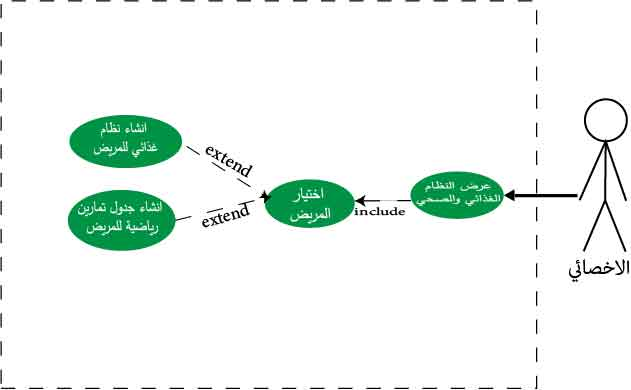 انشاء نظام
غذائي للمريض
extend
عرض النظام
الغذائي والصحي
اختيار
المريض
include
انشاء جدول تمارين
رياضية للمريض
extend
الاخصائي